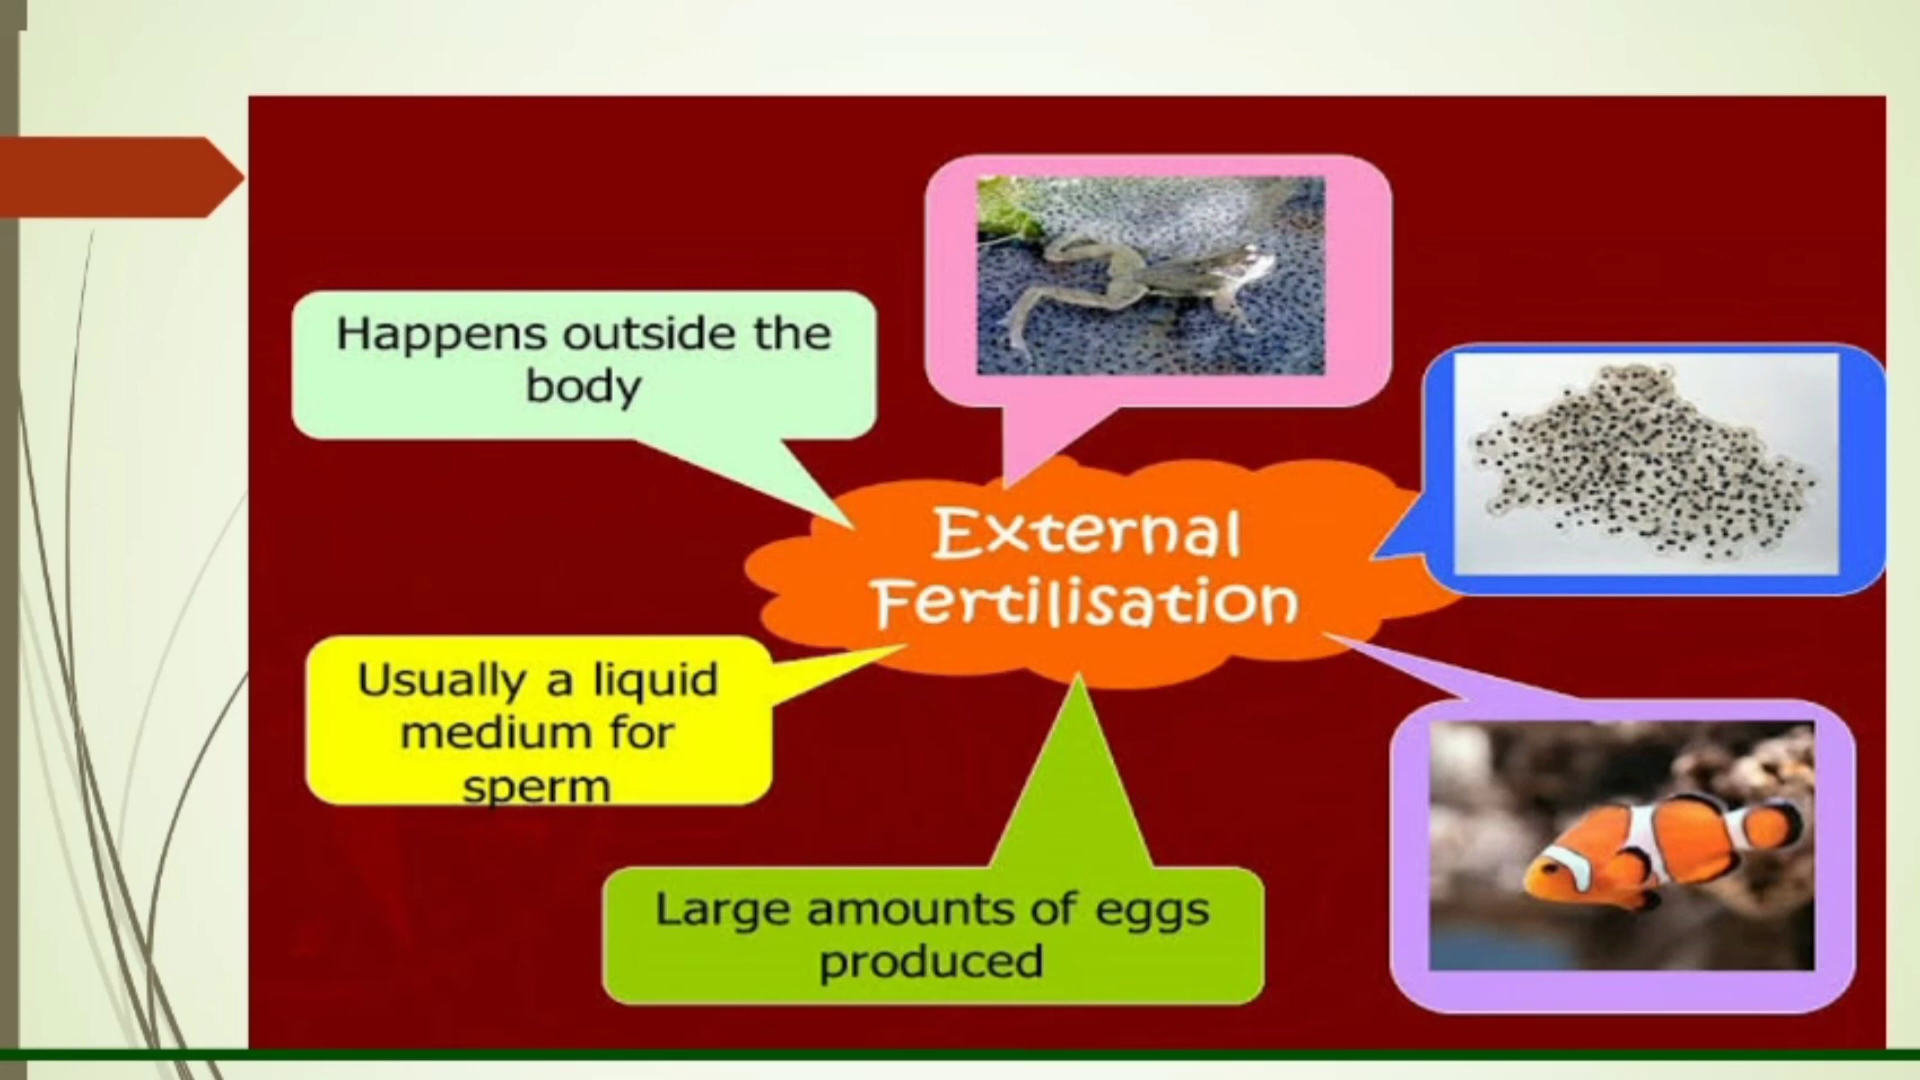 Happens outside the
body
External
Fertilisation
Usually a liquid
medium for
sperm
Large amounts of eggs
produced